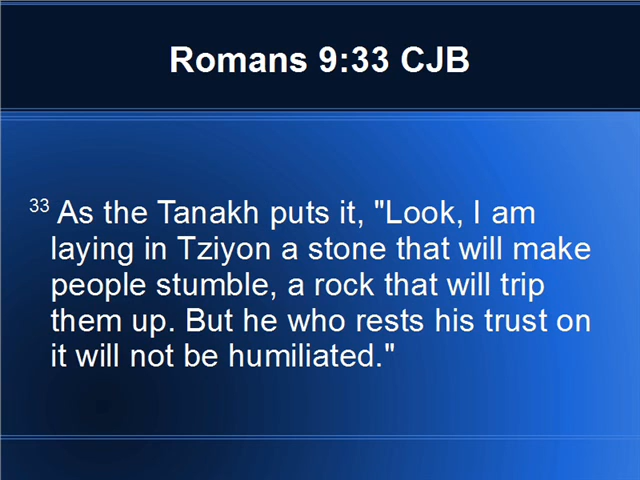 Romans 9:33 CJB
33 As the Tanakh puts it, "Look, I am
laying in Tziyon a stone that will make
people stumble, a rock that will trip
them up. But he who rests his trust on
it will not be humiliated."